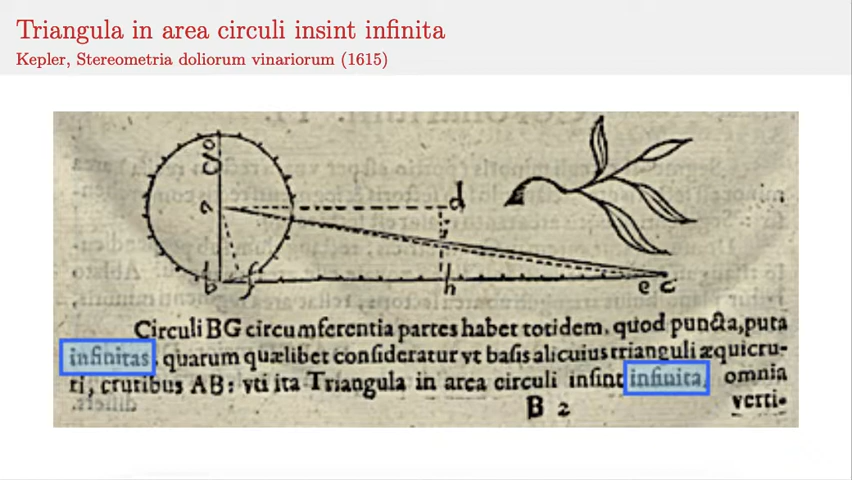 Triangula in area circuli insint infinita
Kepler, Stereometria doliorum vinariorum (1615)
g
a
d
i
b
f
h
e c
Circuli BG circumferentia partes habet totidem, quod puncta, puta
infinitas, quarum quælibet consideratur vt basis alicuius trianguli æquicru-
ri, cruribus AB: vti ita Triangula in area circuli insint infinita, omnia
B 2
verti-